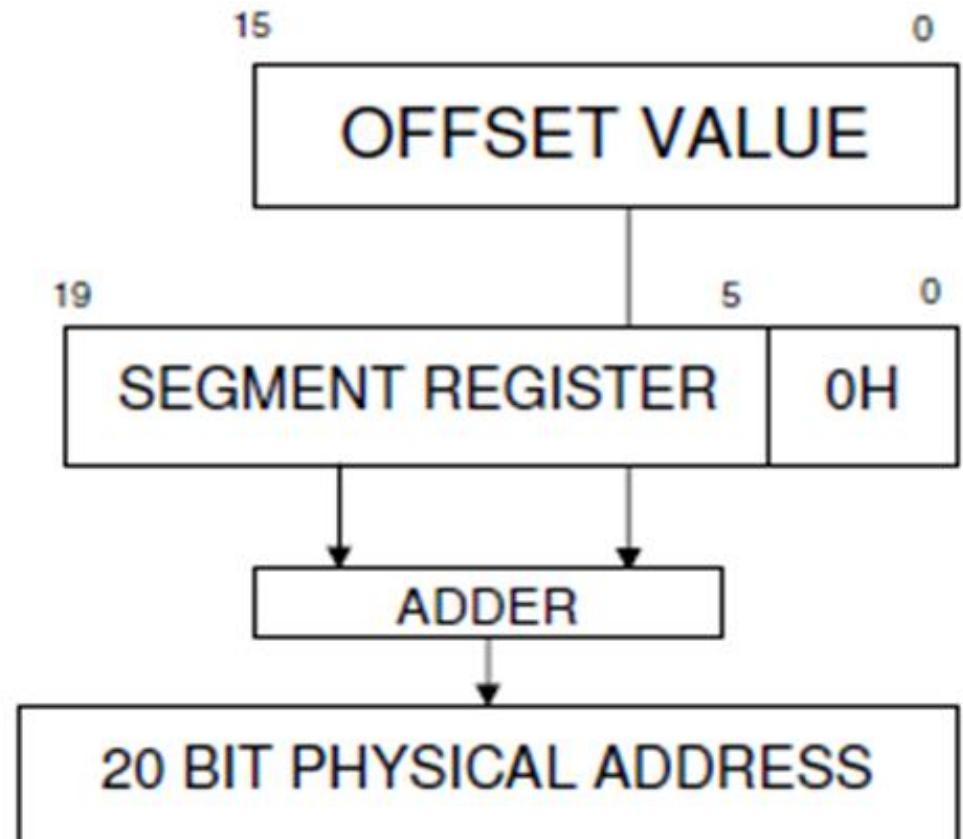 15 0
OFFSET VALUE
19 5 0
SEGMENT REGISTER 0H
ADDER
20 BIT PHYSICAL ADDRESS